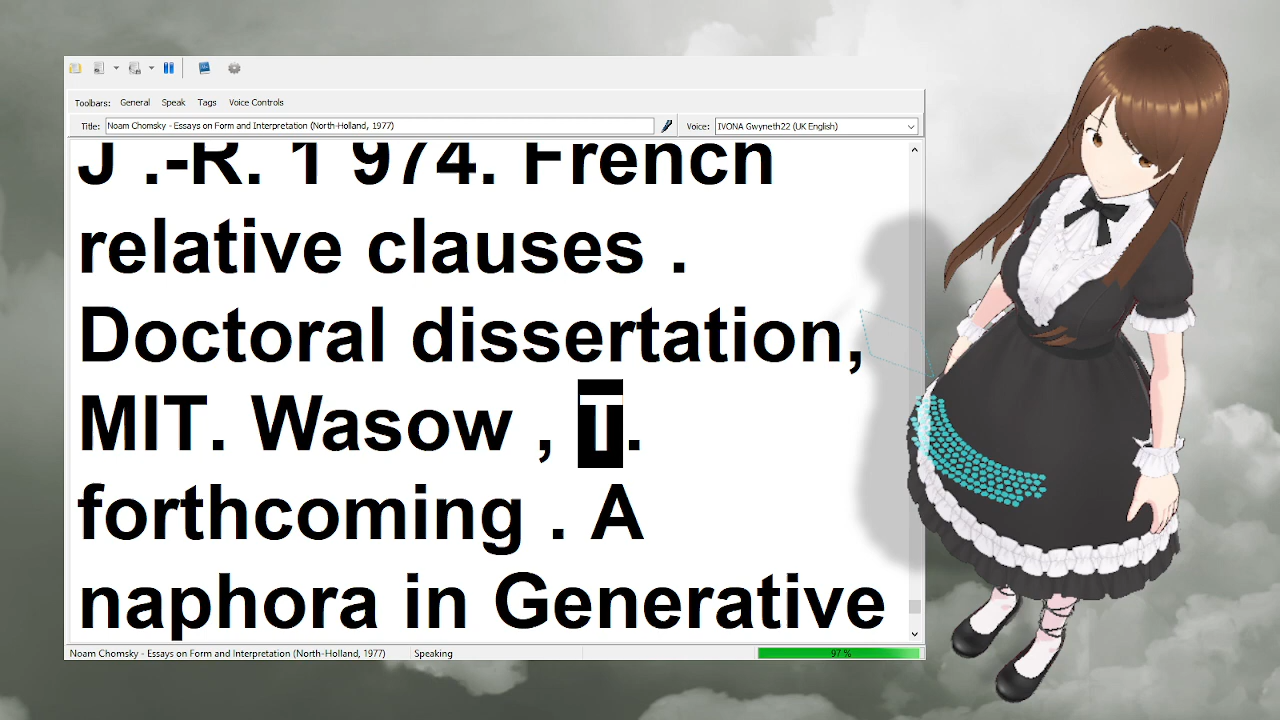 Toolbars: General Speak Tags Voice Controls
Title: Noam Chomsky - Essays on Form and Interpretation (North-Holland, 1977) Voice: IVONA Gwyneth22 (UK English)
J .-R. 1 974. French
relative clauses .
Doctoral dissertation,
MIT. Wasow , T.
forthcoming . A
naphora in Generative
Noam Chomsky - Essays on Form and Interpretation (North-Holland, 1977) Speaking 97 %